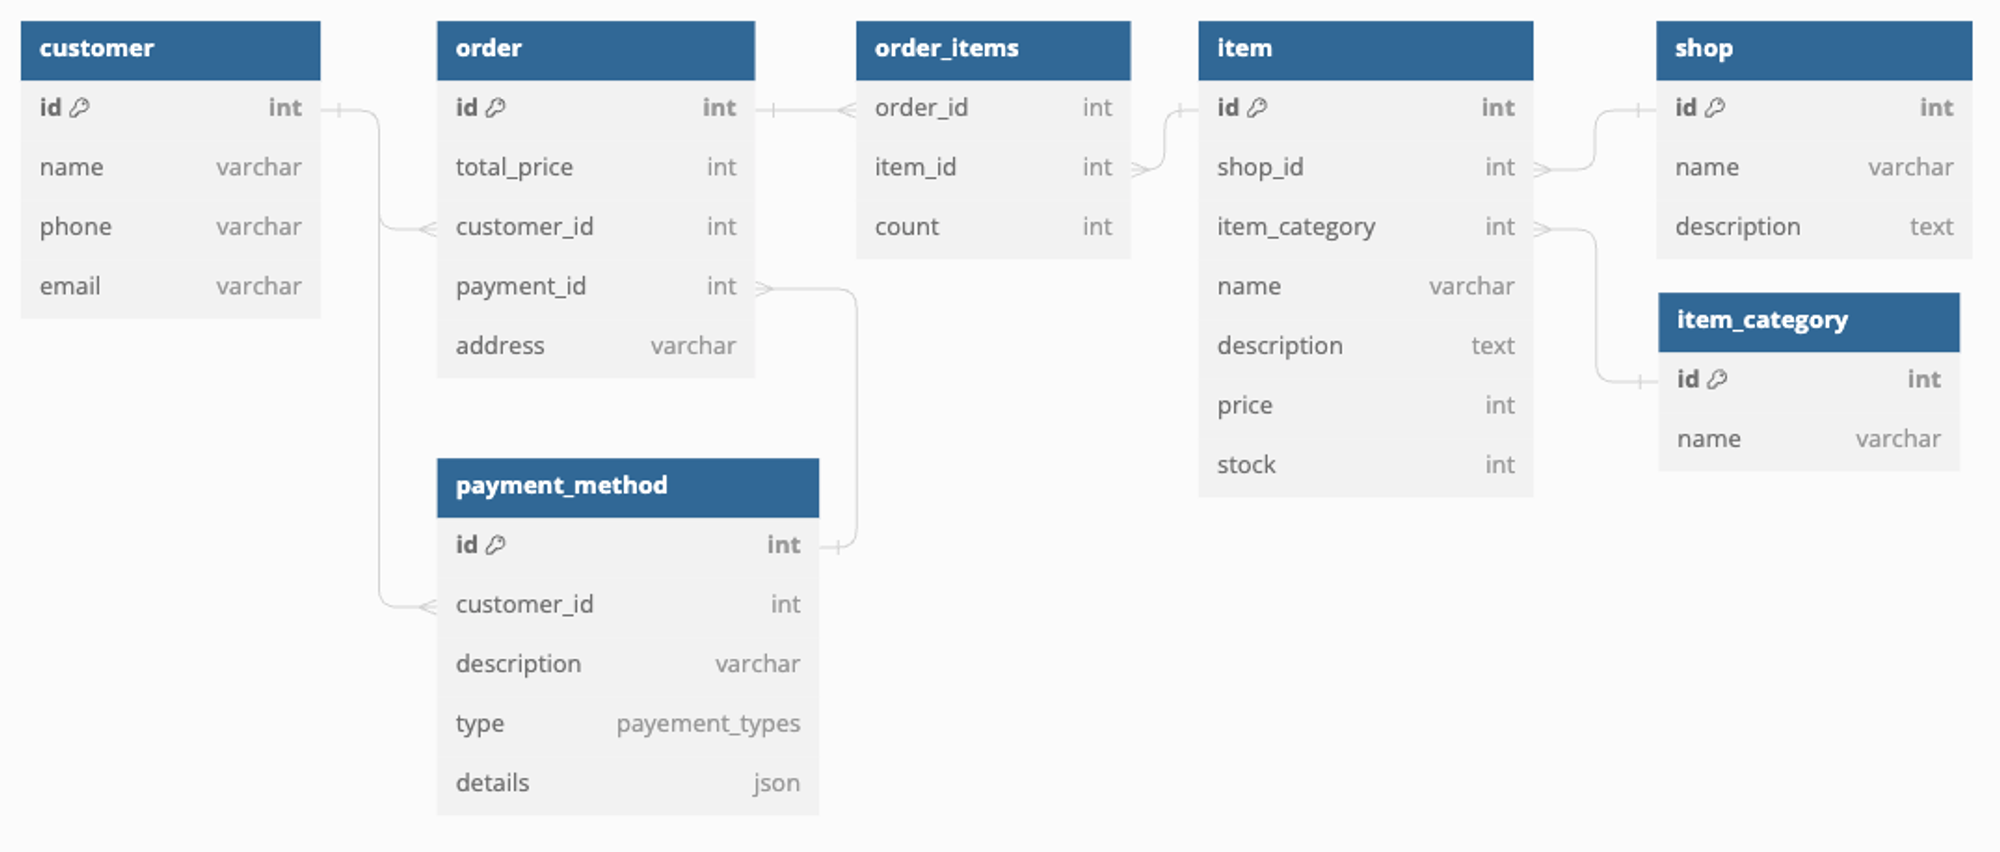 customer
id int
name varchar
phone varchar
email varchar
order
id int
total_price int
customer_id int
payment_id int
address varchar
order_items
order_id int
item_id int
count int
item
id int
shop_id int
item_category int
name varchar
description text
price int
stock int
shop
id int
name varchar
description text
item_category
id int
name varchar
payment_method
id int
customer_id int
description varchar
type payement_types
details json